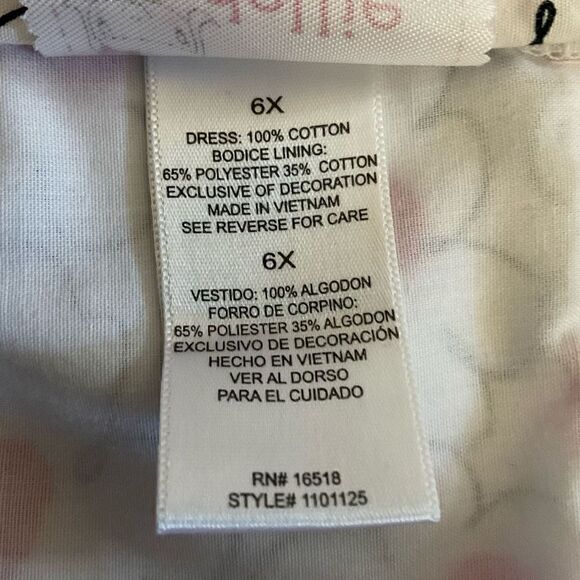 6X
DRESS: 100% COTTON
BODICE LINING:
65% POLYESTER 35% COTTON
EXCLUSIVE OF DECORATION
MADE IN VIETNAM
SEE REVERSE FOR CARE
6X
VESTIDO: 100% ALGODON
FORRO DE CORPINO:
65% POLIESTER 35% ALGODON
EXCLUSIVO DE DECORACIÓN
HECHO EN VIETNAM
VER AL DORSO
PARA EL CUIDADO
RN# 16518
STYLE# 1101125